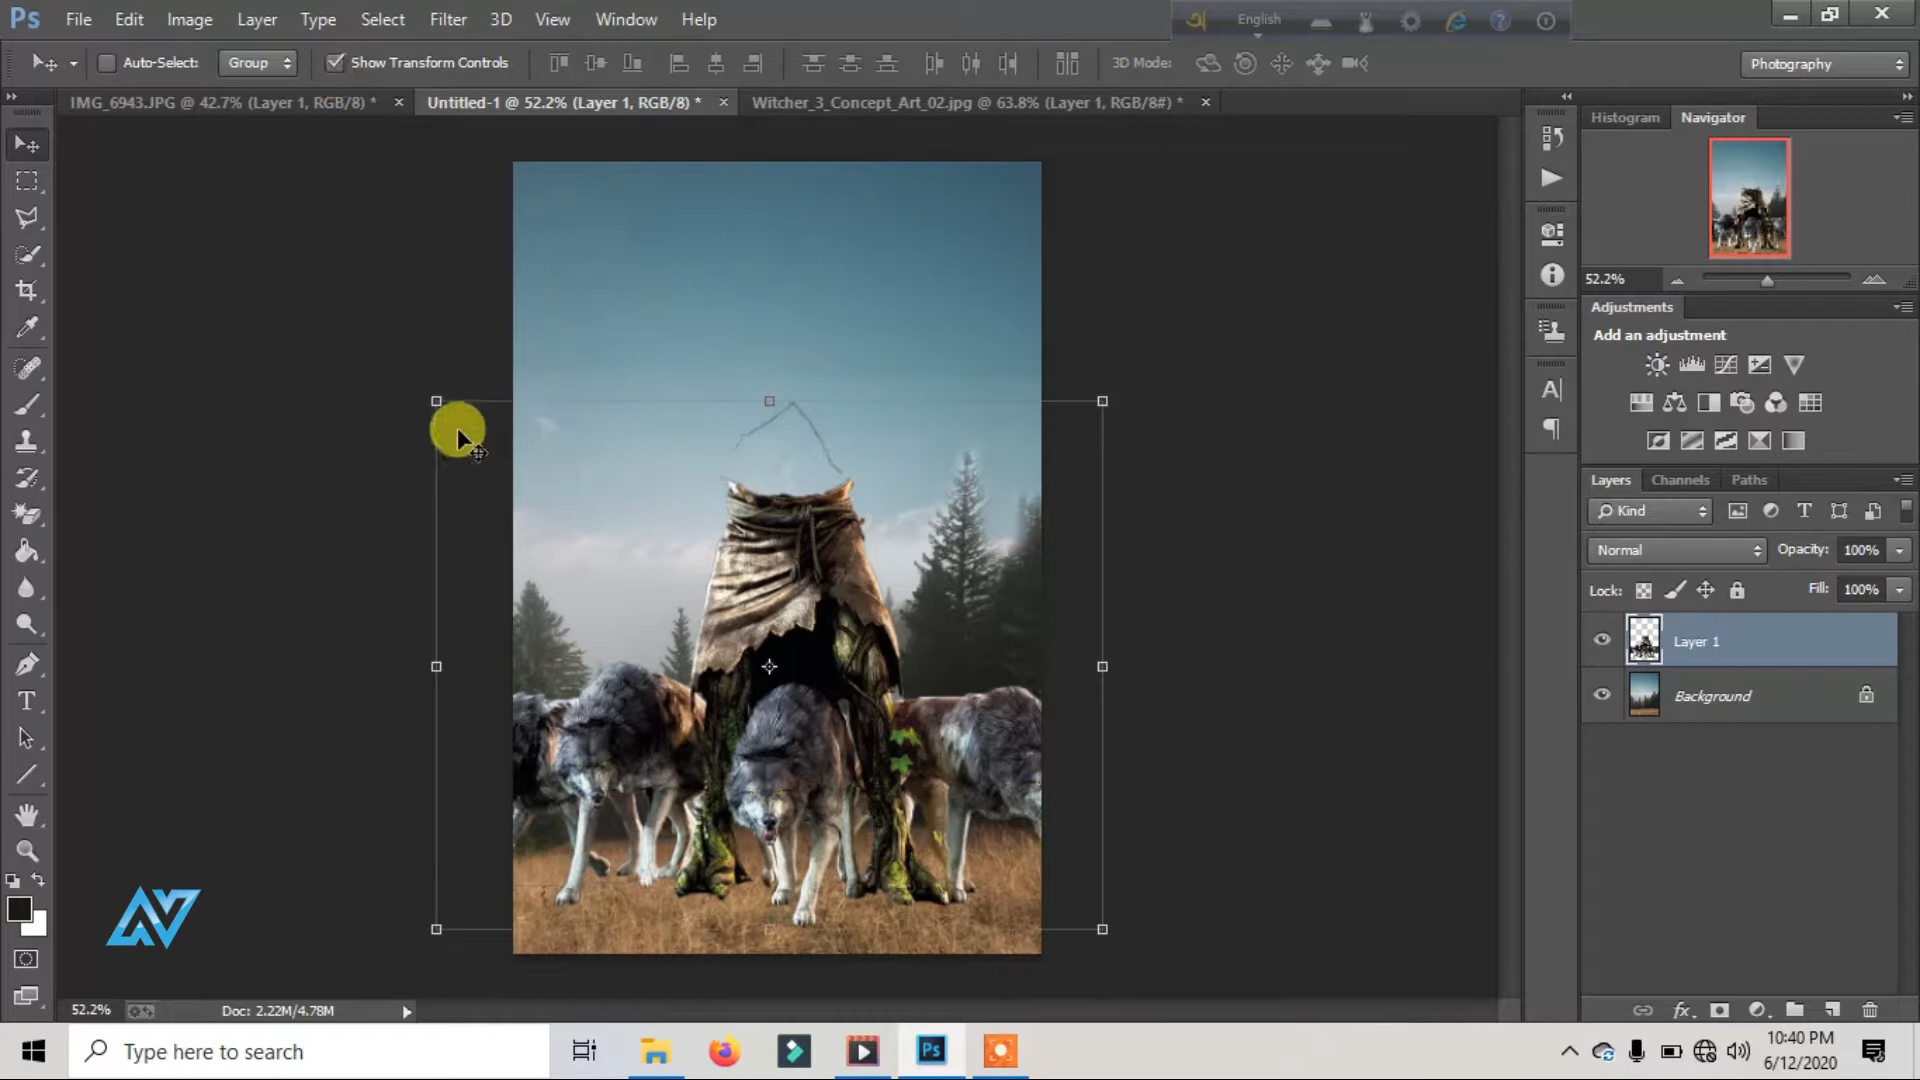 Ps File Edit Image Layer Type Select Filter 3D View Window Help
অ English
Auto-Select: Group Show Transform Controls 3D Mode: Photography
IMG_6943.JPG @ 42.7% (Layer 1, RGB/8) * Untitled-1 @ 52.2% (Layer 1, RGB/8) * Witcher_3_Concept_Art_02.jpg @ 63.8% (Layer 1, RGB/8#) *
Histogram Navigator
52.2%
Adjustments
Add an adjustment
Layers Channels Paths
Kind
Normal Opacity: 100%
Lock: Fill: 100%
Layer 1
Background
52.2% Doc: 2.22M/4.78M
Type here to search
Ps
10:40 PM
6/12/2020